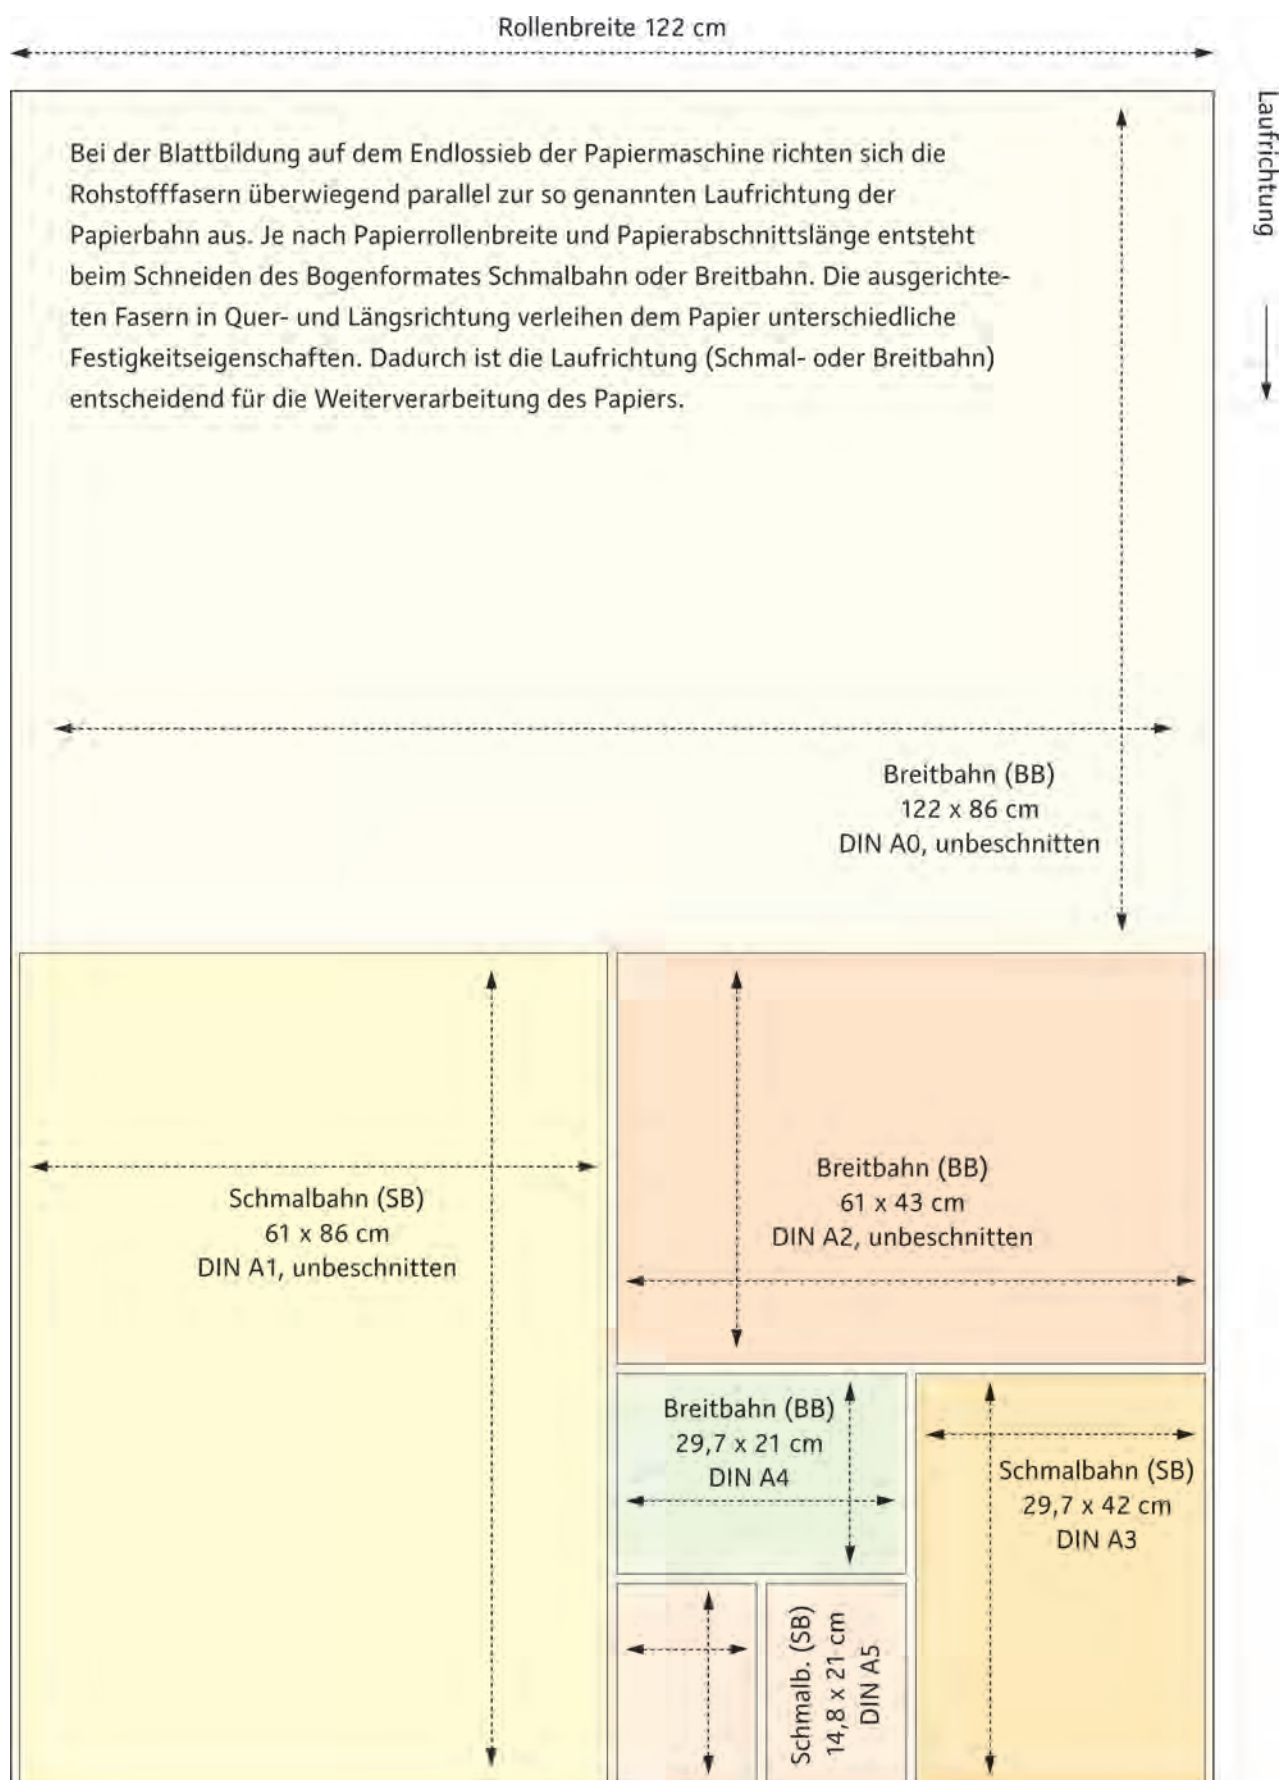 Rollenbreite 122 cm
Laufrichtung
Bei der Blattbildung auf dem Endlossieb der Papiermaschine richten sich die
Rohstofffasern überwiegend parallel zur so genannten Laufrichtung der
Papierbahn aus. Je nach Papierrollenbreite und Papierabschnittslänge entsteht
beim Schneiden des Bogenformates Schmalbahn oder Breitbahn. Die ausgerichte-
ten Fasern in Quer- und Längsrichtung verleihen dem Papier unterschiedliche
Festigkeitseigenschaften. Dadurch ist die Laufrichtung (Schmal- oder Breitbahn)
entscheidend für die Weiterverarbeitung des Papiers.
Breitbahn (BB)
122 x 86 cm
DIN A0, unbeschnitten
Schmalbahn (SB)
61 x 86 cm
DIN A1, unbeschnitten
Breitbahn (BB)
61 x 43 cm
DIN A2, unbeschnitten
Breitbahn (BB)
29,7 x 21 cm
DIN A4
Schmalbahn (SB)
29,7 x 42 cm
DIN A3
Schmalb. (SB)
14,8 x 21 cm
DIN A5